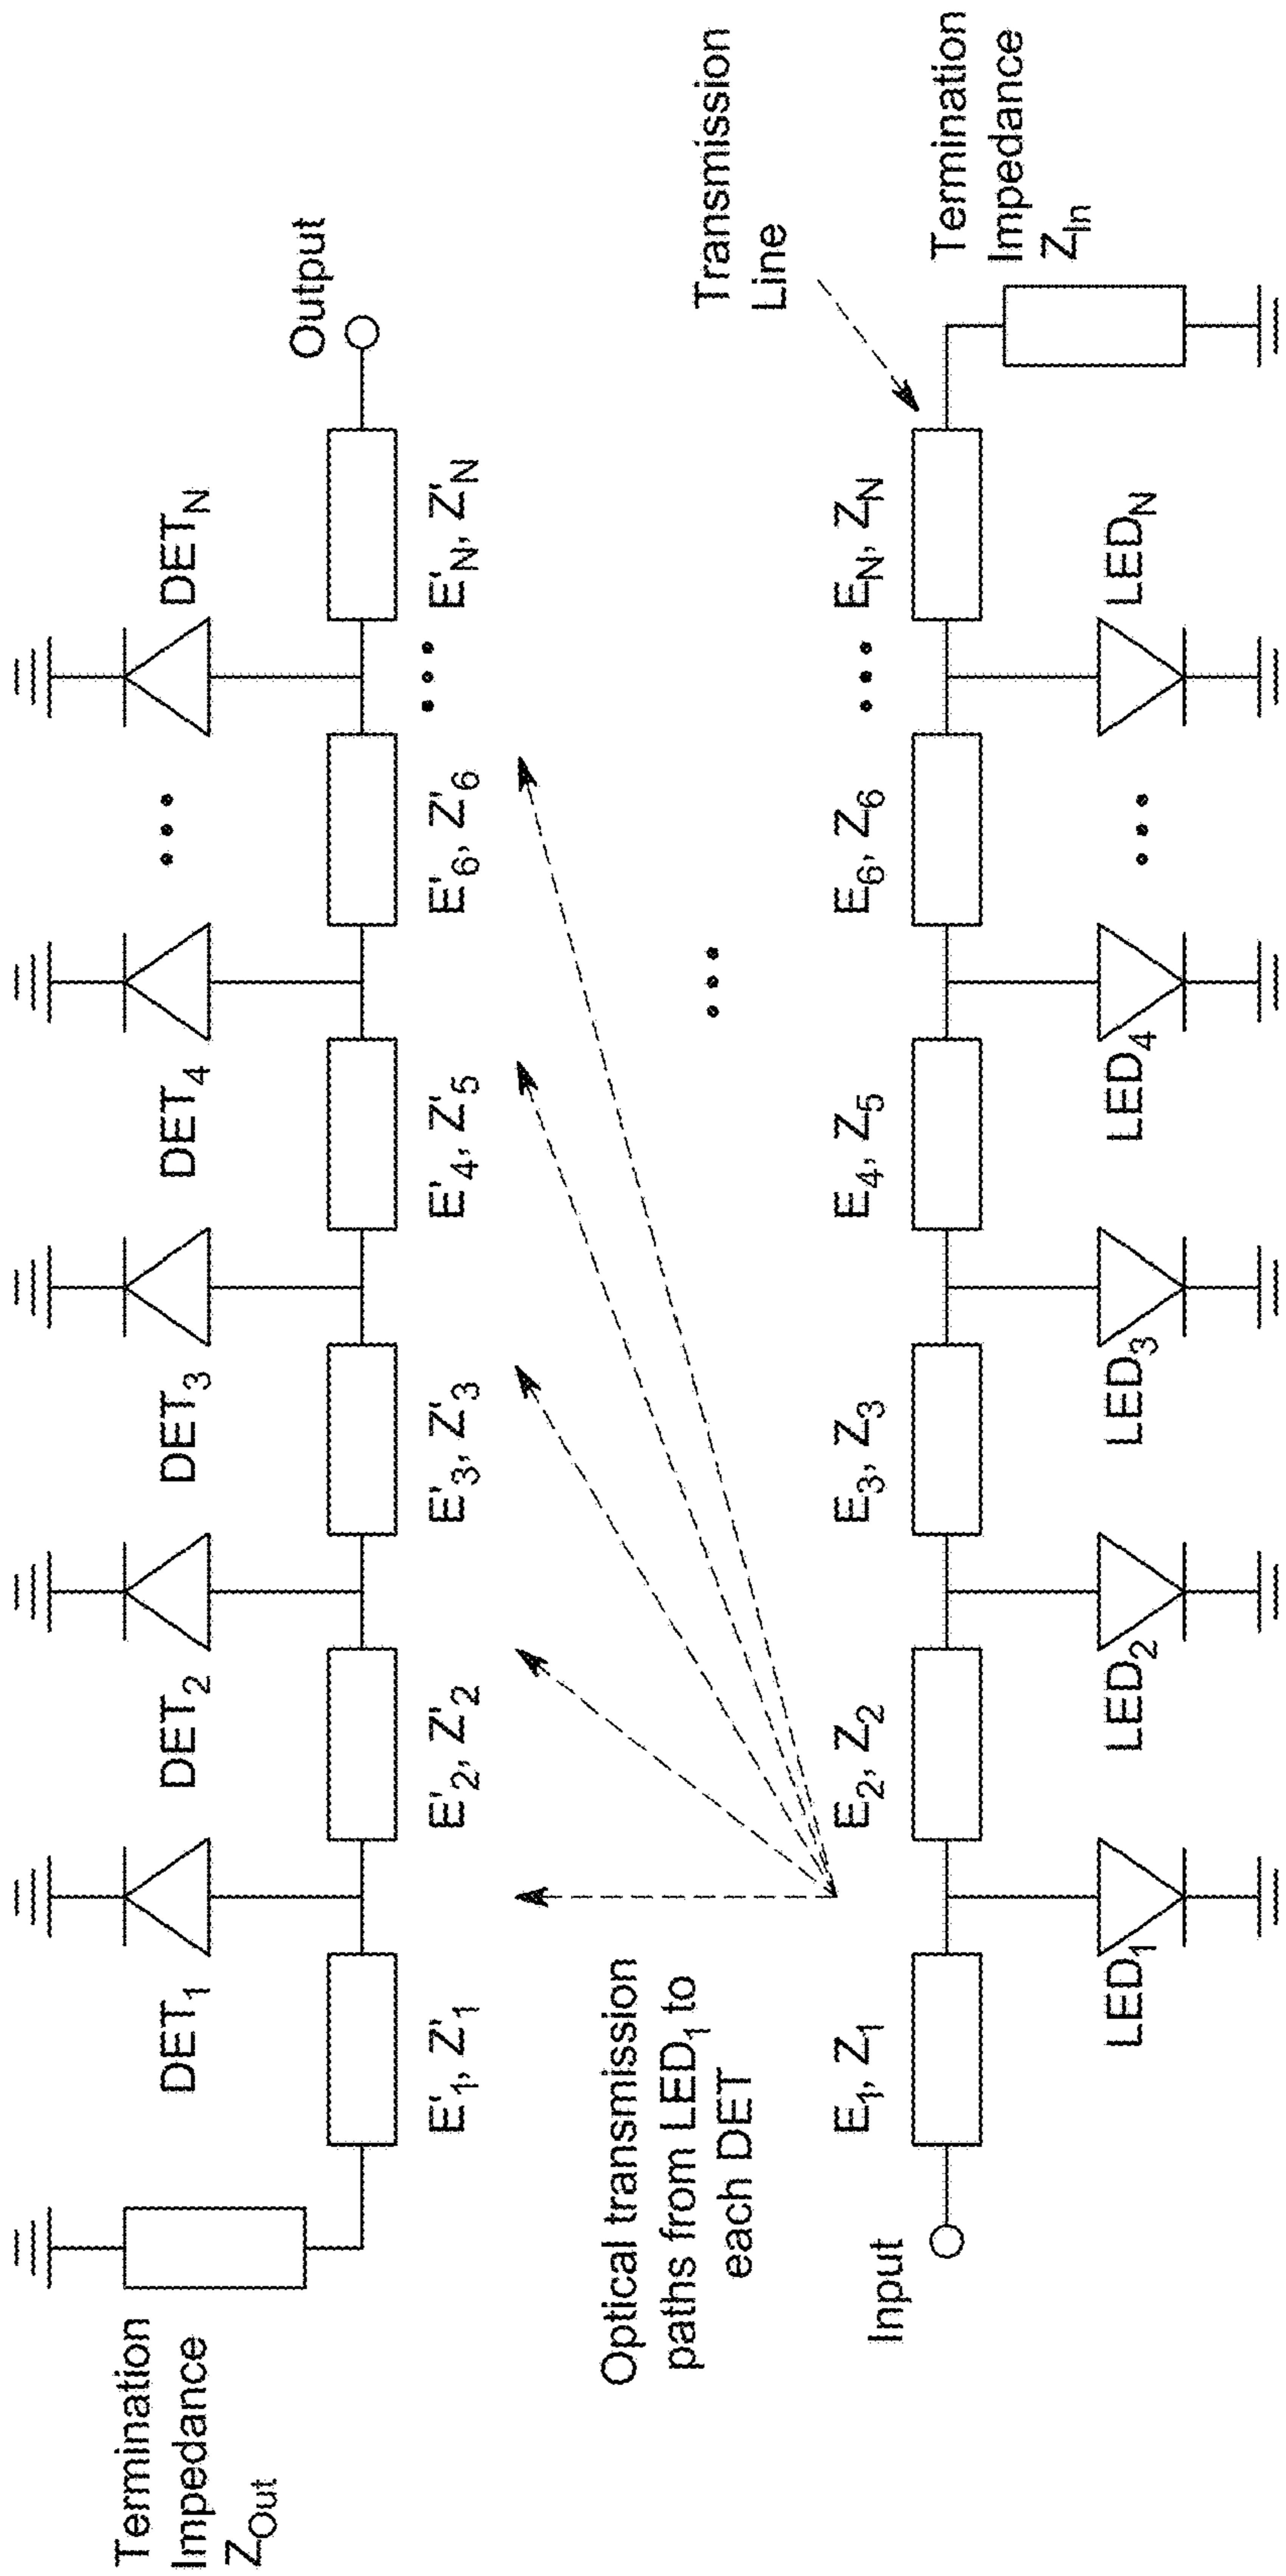 Termination
Impedance
Z_Out
DET_1
DET_2
DET_3
DET_4
...
DET_N
Output
E'_1, Z'_1
E'_2, Z'_2
E'_3, Z'_3
E'_4, Z'_5
E'_6, Z'_6
...
E'_N, Z'_N
Optical transmission
paths from LED_1 to
each DET
...
Transmission
Line
Input
E_1, Z_1
E_2, Z_2
E_3, Z_3
E_4, Z_5
E_6, Z_6
...
E_N, Z_N
Termination
Impedance
Z_In
LED_1
LED_2
LED_3
LED_4
...
LED_N